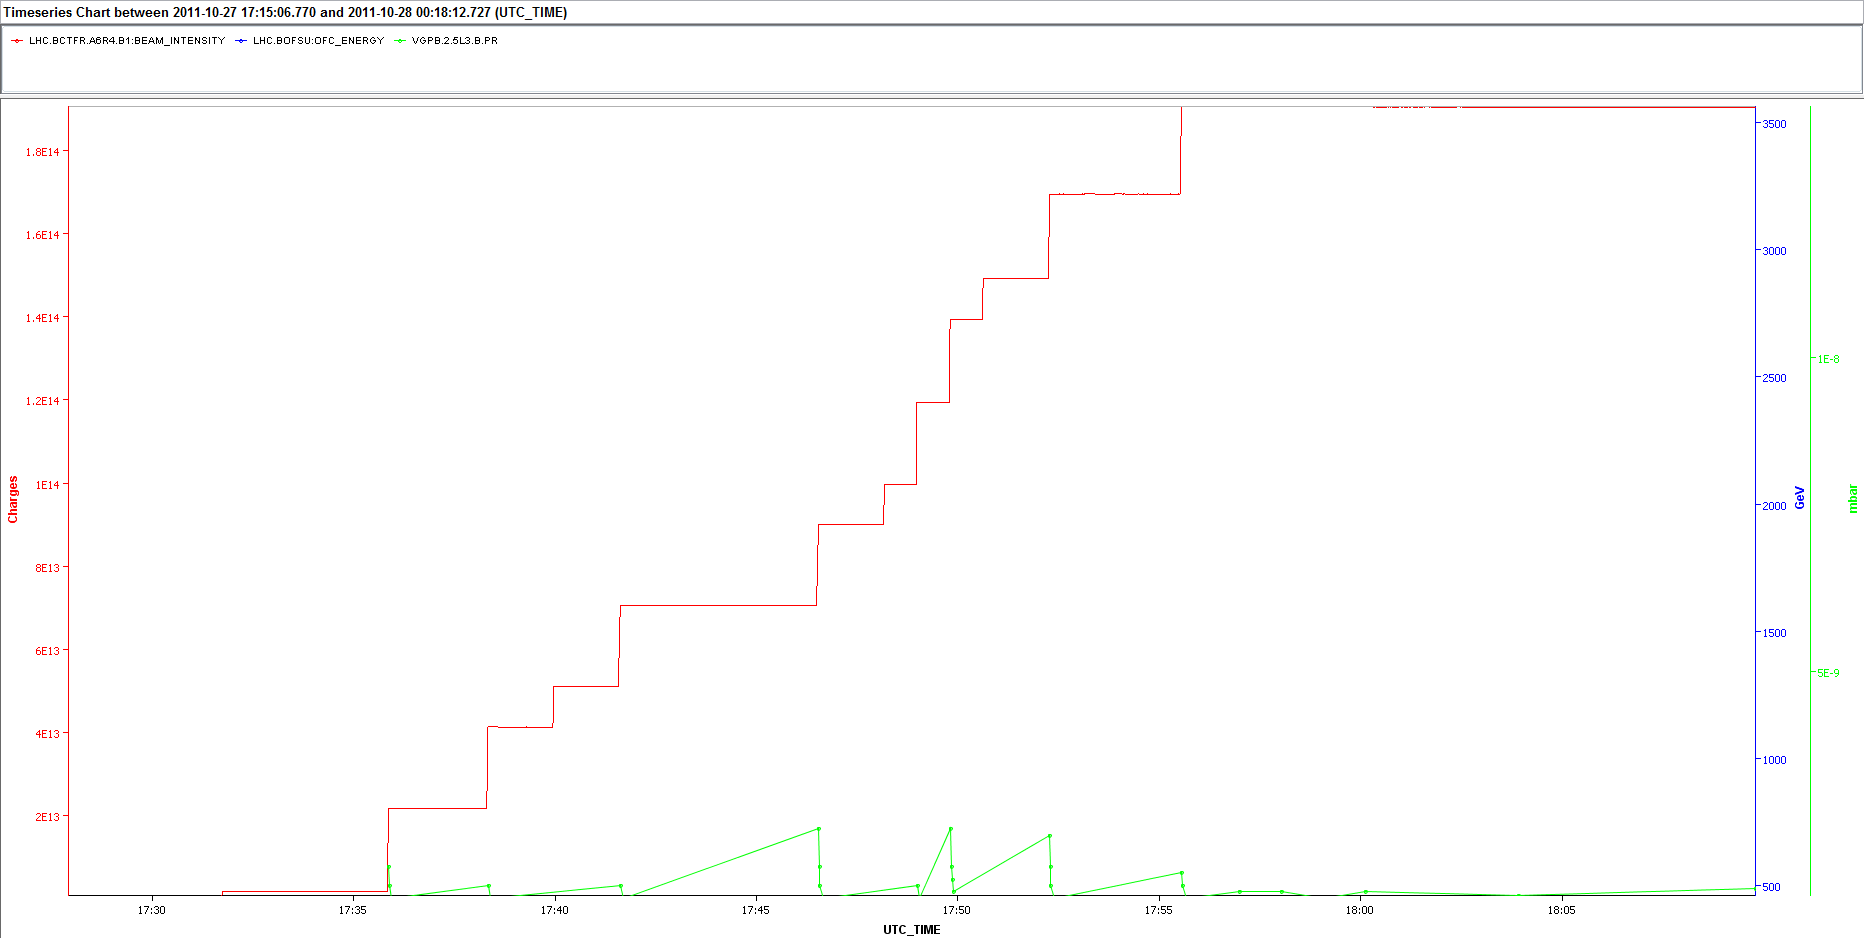 Timeseries Chart between 2011-10-27 17:15:06.770 and 2011-10-28 00:18:12.727 (UTC_TIME)
LHC.BCTFR.A6R4.B1:BEAM_INTENSITY LHC.BOFSU:OFC_ENERGY VGPB.2.5L3.B.PR
1.8E14
1.6E14
1.4E14
1.2E14
1E14
8E13
6E13
4E13
2E13
Charges
3500
3000
2500
2000
1500
1000
500
GeV
1E-8
5E-9
mbar
17:30 17:35 17:40 17:45 17:50 17:55 18:00 18:05
UTC_TIME